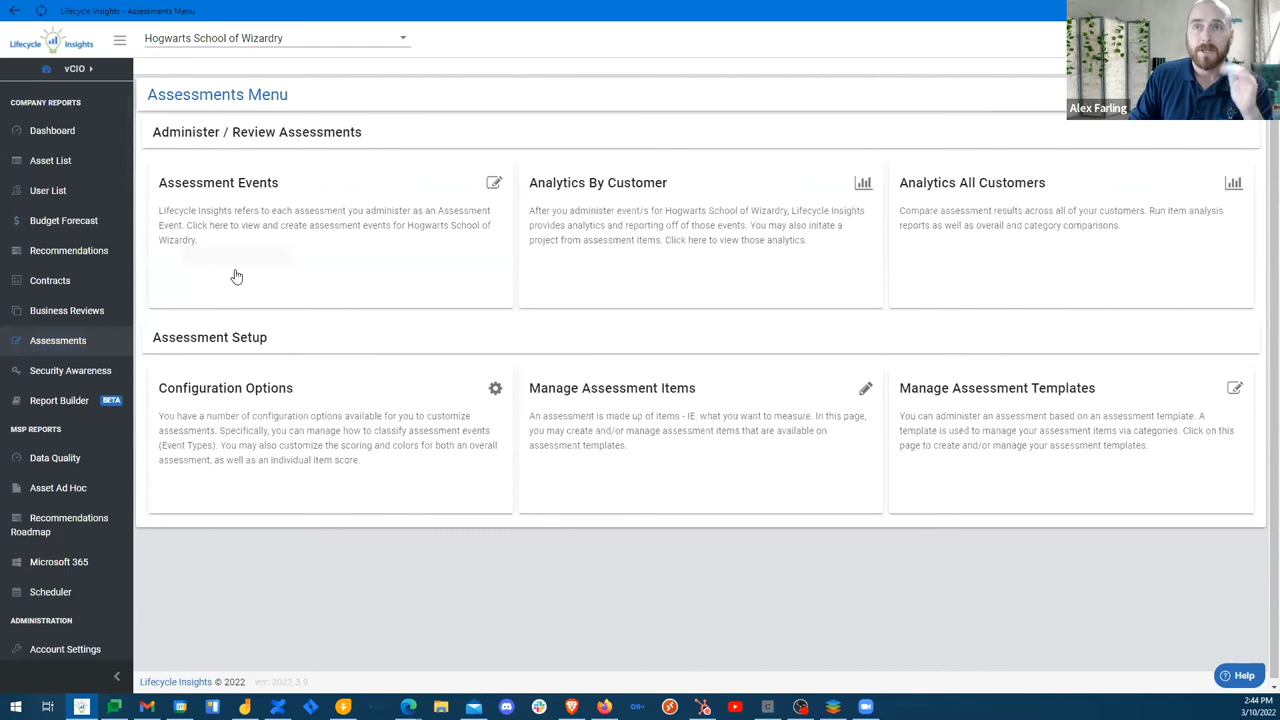 Lifecycle Insights - Assessments Menu
Lifecycle Insights
Hogwarts School of Wizardry
Alex Farling
vCIO
COMPANY REPORTS
Dashboard
Asset List
User List
Budget Forecast
Recommendations
Contracts
Business Reviews
Assessments
Security Awareness
Report Builder BETA
MSP REPORTS
Data Quality
Asset Ad Hoc
Recommendations
Roadmap
Microsoft 365
Scheduler
ADMINISTRATION
Account Settings
Assessments Menu
Administer / Review Assessments
Assessment Events
Lifecycle Insights refers to each assessment you administer as an Assessment
Event. Click here to view and create assessment events for Hogwarts School of
Wizardry.
Analytics By Customer
After you administer event/s for Hogwarts School of Wizardry, Lifecycle Insights
provides analytics and reporting off of those events. You may also initate a
project from assessment items. Click here to view those analytics.
Analytics All Customers
Compare assessment results across all of your customers. Run item analysis
reports as well as overall and category comparisons.
Assessment Setup
Configuration Options
You have a number of configuration options available for you to customize
assessments. Specifically, you can manage how to classify assessment events
(Event Types). You may also customize the scoring and colors for both an overall
assessment, as well as an individual item score.
Manage Assessment Items
An assessment is made up of items - IE what you want to measure. In this page,
you may create and/or manage assessment items that are available on
assessment templates.
Manage Assessment Templates
You can administer an assessment based on an assessment template. A
template is used to manage your assessment items via categories. Click on this
page to create and/or manage your assessment templates.
Lifecycle Insights © 2022 ver: 2022.3.9
Help
2:44 PM
3/10/2022